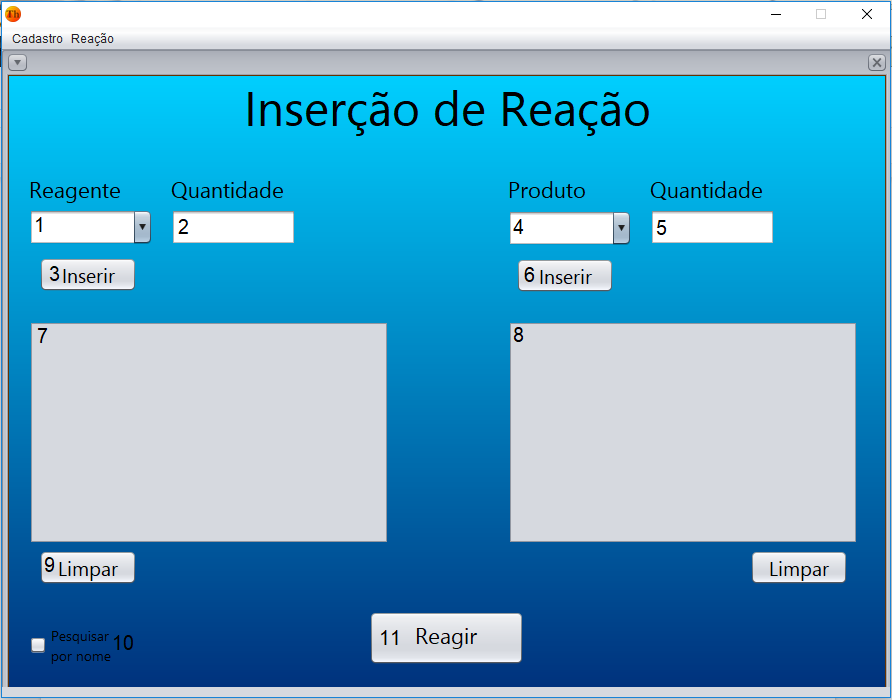 Th
Cadastro Reação
Inserção de Reação
Reagente Quantidade Produto Quantidade
1 2 4 5
3 Inserir 6 Inserir
7 8
9 Limpar Limpar
Pesquisar
por nome 10
11 Reagir